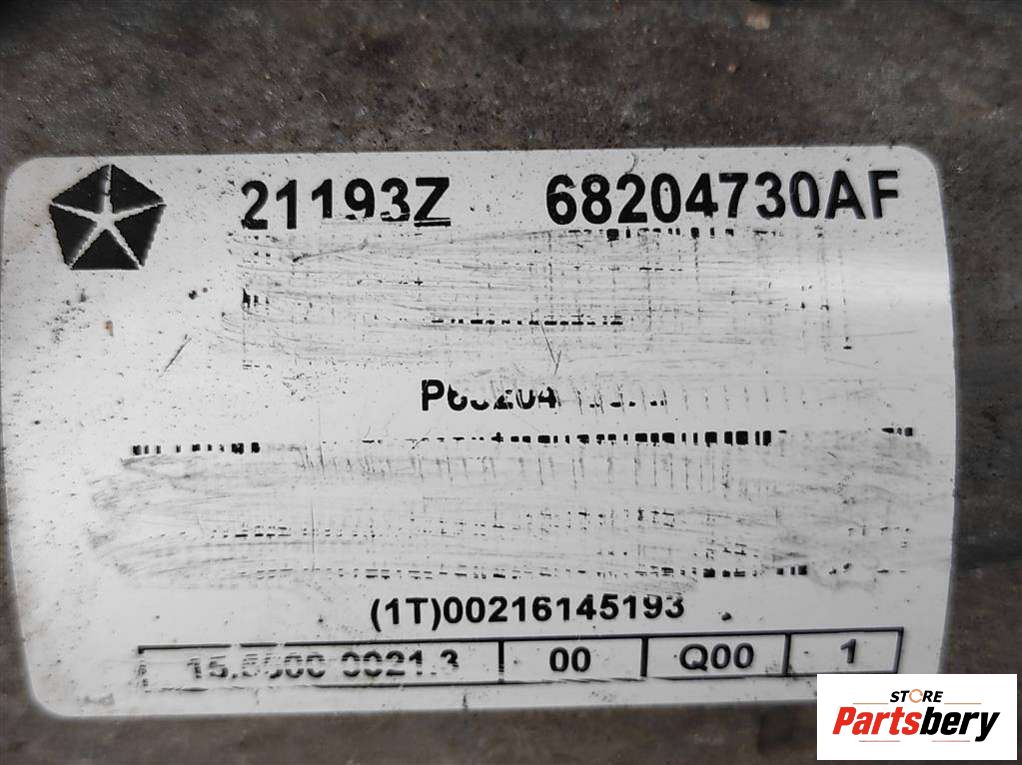 21193Z 68204730AF
(1T)00216145193
00 Q00 1
STORE
Partsbery